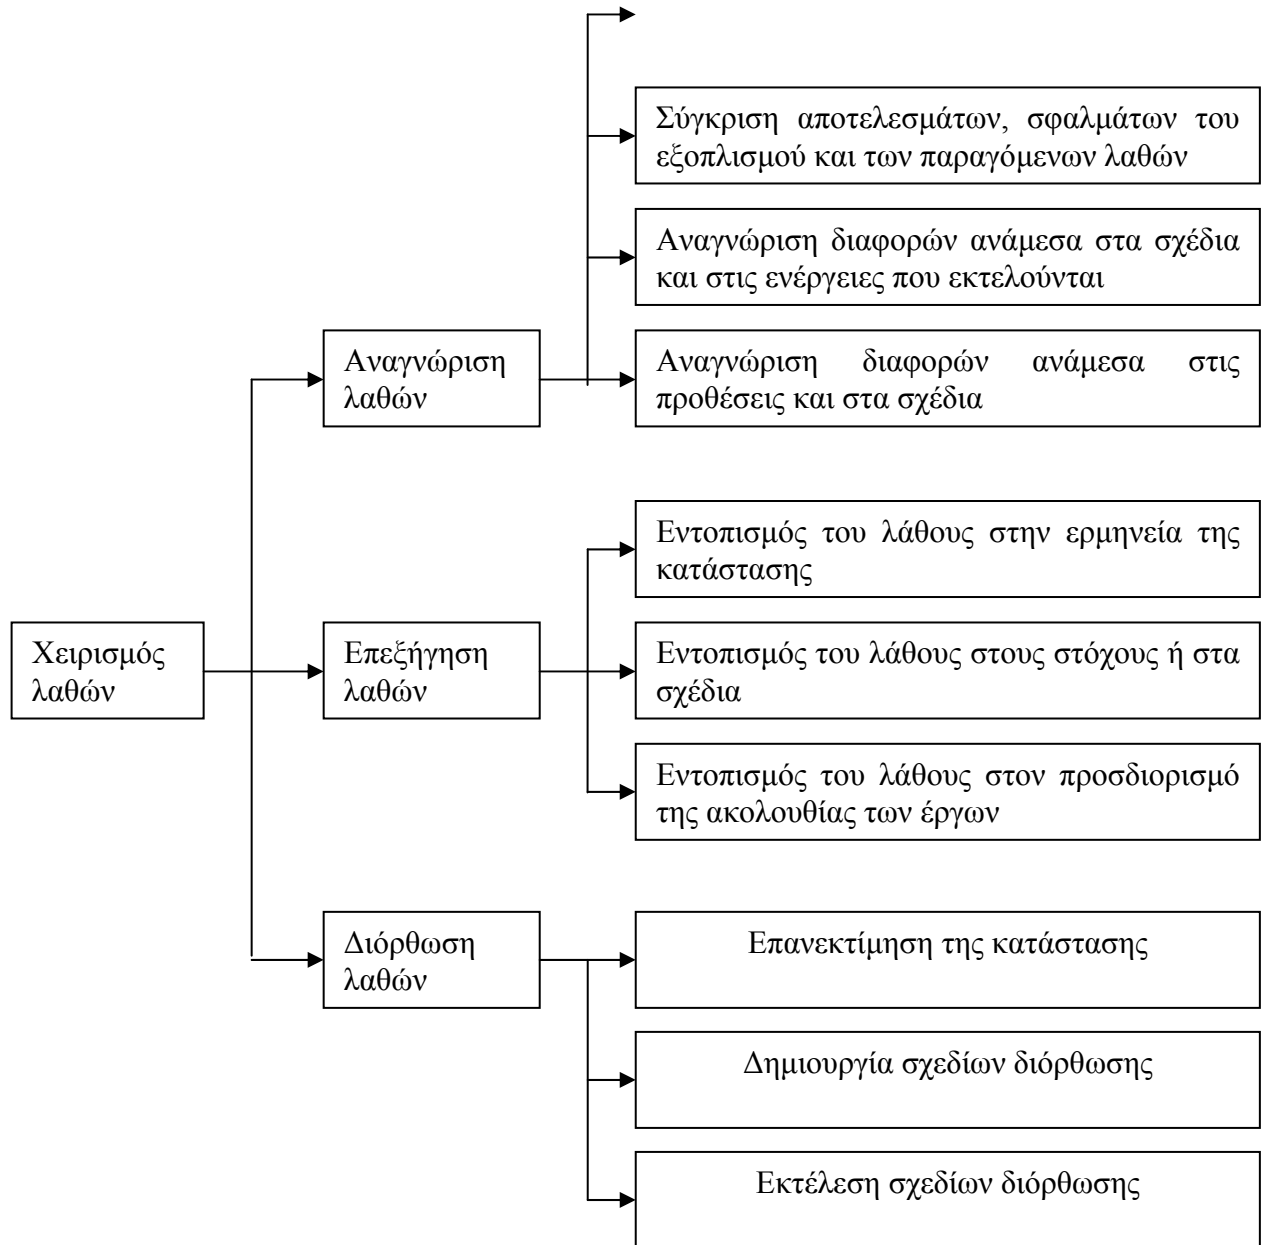 Σύγκριση αποτελεσμάτων, σφαλμάτων του
εξοπλισμού και των παραγόμενων λαθών
Αναγνώριση διαφορών ανάμεσα στα σχέδια
και στις ενέργειες που εκτελούνται
Αναγνώριση
λαθών
Αναγνώριση διαφορών ανάμεσα στις
προθέσεις και στα σχέδια
Εντοπισμός του λάθους στην ερμηνεία της
κατάστασης
Χειρισμός
λαθών
Επεξήγηση
λαθών
Εντοπισμός του λάθους στους στόχους ή στα
σχέδια
Εντοπισμός του λάθους στον προσδιορισμό
της ακολουθίας των έργων
Διόρθωση
λαθών
Επανεκτίμηση της κατάστασης
Δημιουργία σχεδίων διόρθωσης
Εκτέλεση σχεδίων διόρθωσης